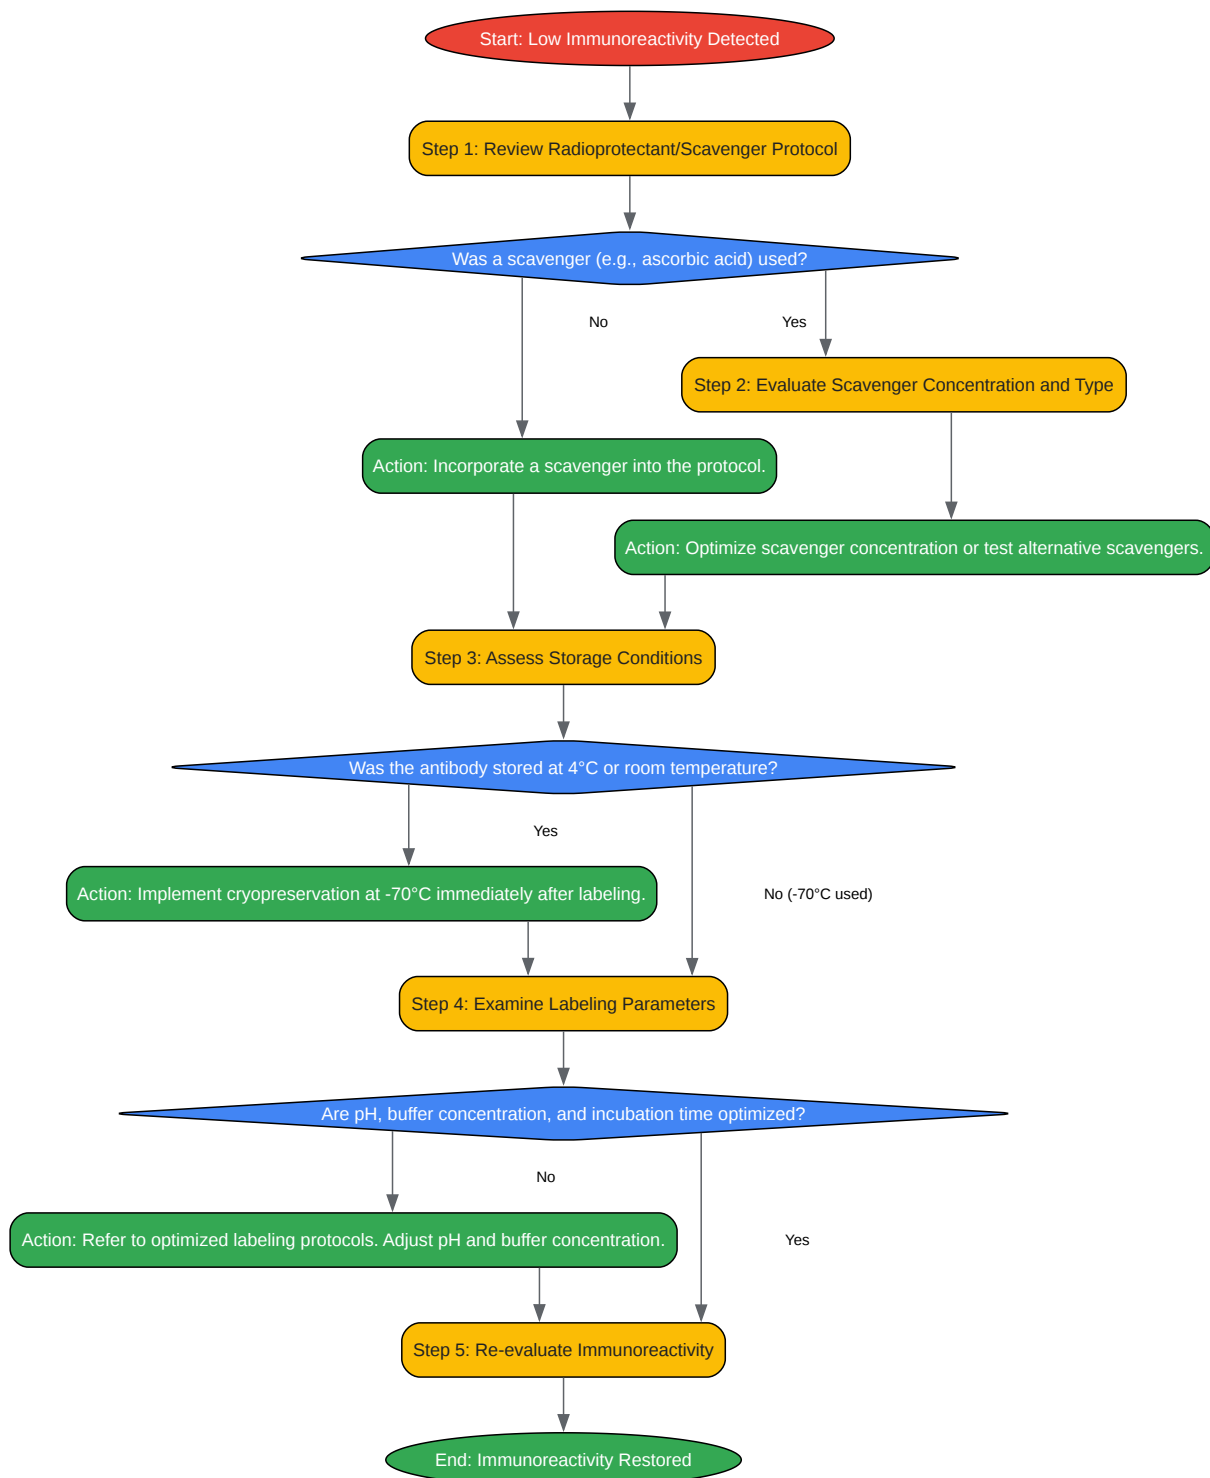 Start: Low Immunoreactivity Detected
Step 1: Review Radioprotectant/Scavenger Protocol
Was a scavenger (e.g., ascorbic acid) used?
No
Yes
Step 2: Evaluate Scavenger Concentration and Type
Action: Incorporate a scavenger into the protocol.
Action: Optimize scavenger concentration or test alternative scavengers.
Step 3: Assess Storage Conditions
Was the antibody stored at 4°C or room temperature?
Yes
Action: Implement cryopreservation at -70°C immediately after labeling.
No (-70°C used)
Step 4: Examine Labeling Parameters
Are pH, buffer concentration, and incubation time optimized?
No
Action: Refer to optimized labeling protocols. Adjust pH and buffer concentration.
Yes
Step 5: Re-evaluate Immunoreactivity
End: Immunoreactivity Restored